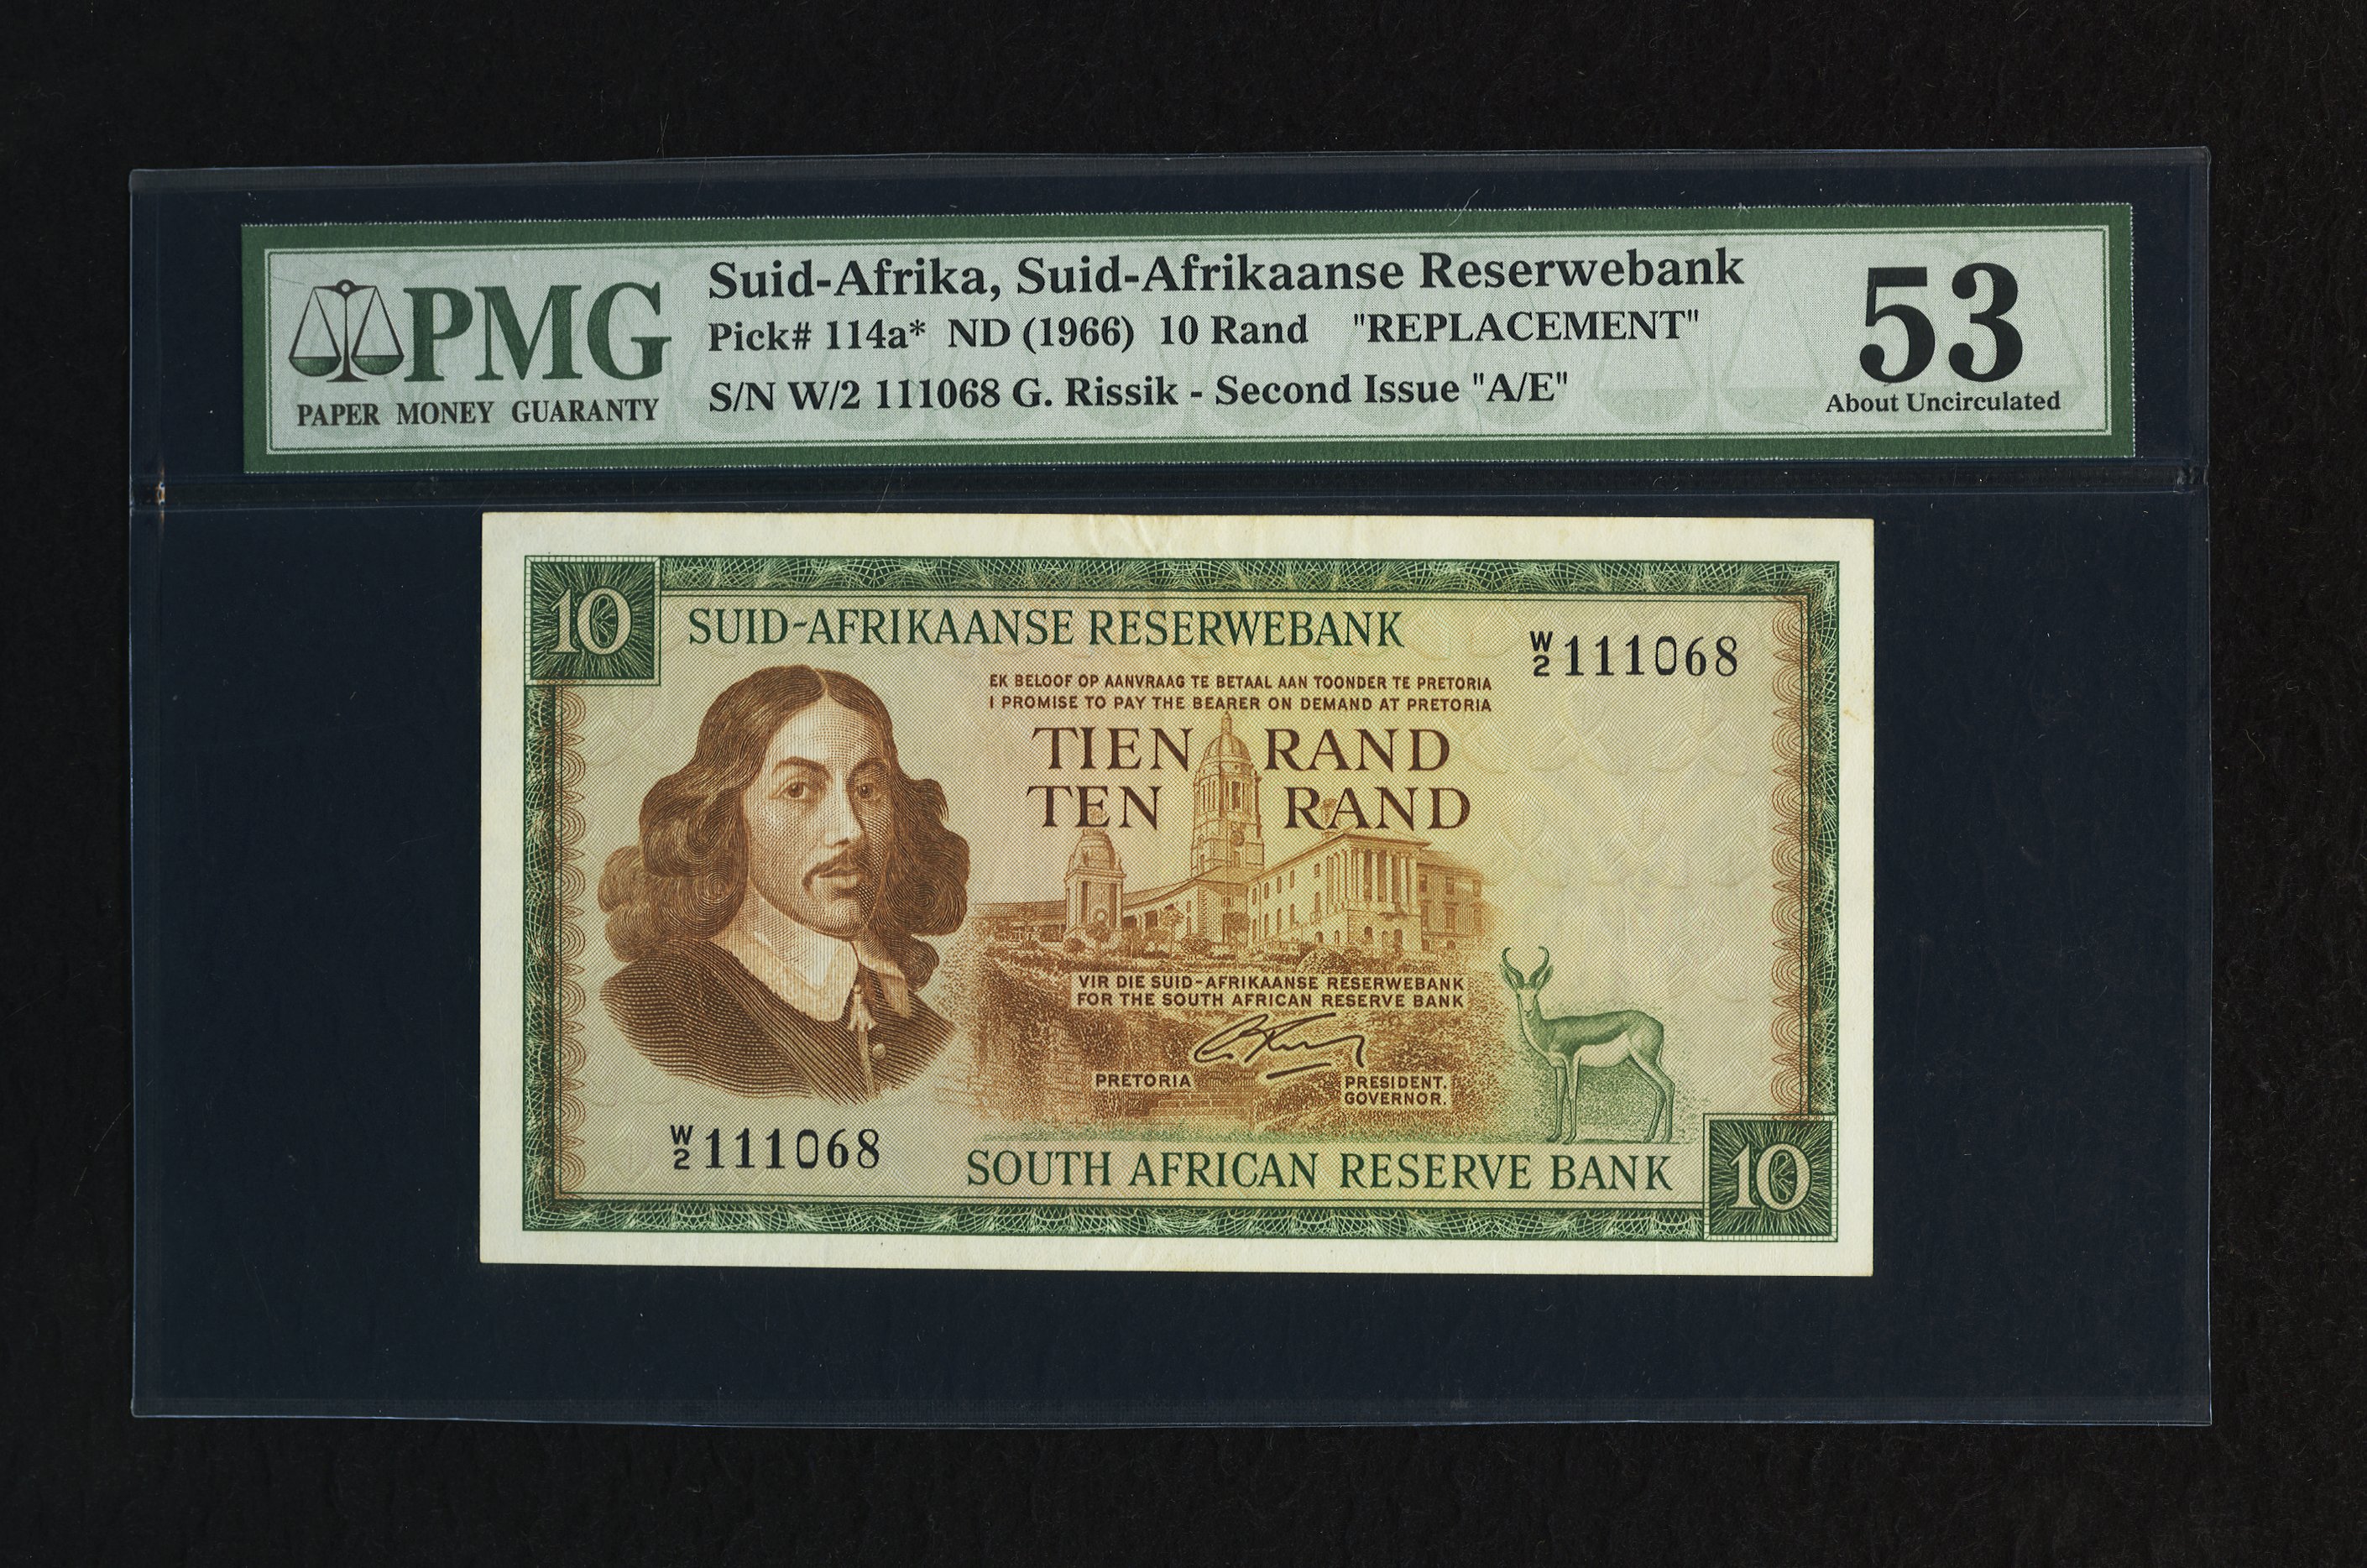 PMG
PAPER MONEY GUARANTY
Suid-Afrika, Suid-Afrikaanse Reserwebank
Pick# 114a* ND (1966) 10 Rand "REPLACEMENT"
S/N W/2 111068 G. Rissik - Second Issue "A/E"
53
About Uncirculated
10
SUID-AFRIKAANSE RESERWEBANK
W/2 111068
EK BELOOF OP AANVRAAG TE BETAAL AAN TOONDER TE PRETORIA
I PROMISE TO PAY THE BEARER ON DEMAND AT PRETORIA
TIEN RAND
TEN RAND
VIR DIE SUID-AFRIKAANSE RESERWEBANK
FOR THE SOUTH AFRICAN RESERVE BANK
PRETORIA
PRESIDENT.
GOVERNOR.
W/2 111068
SOUTH AFRICAN RESERVE BANK
10